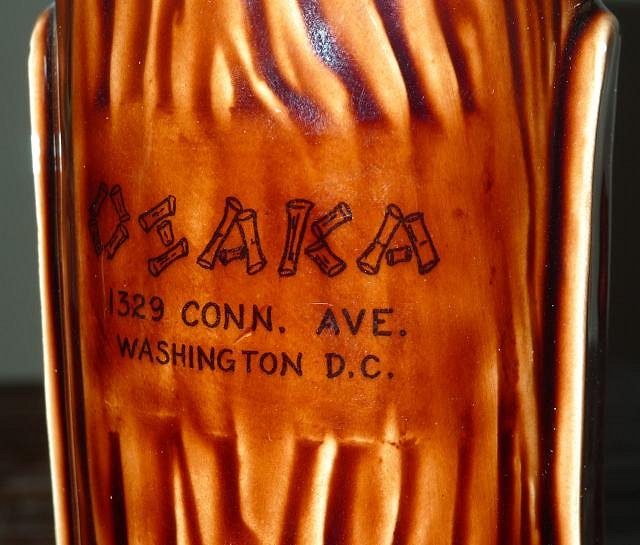 OSAKA
1329 CONN. AVE.
WASHINGTON D.C.